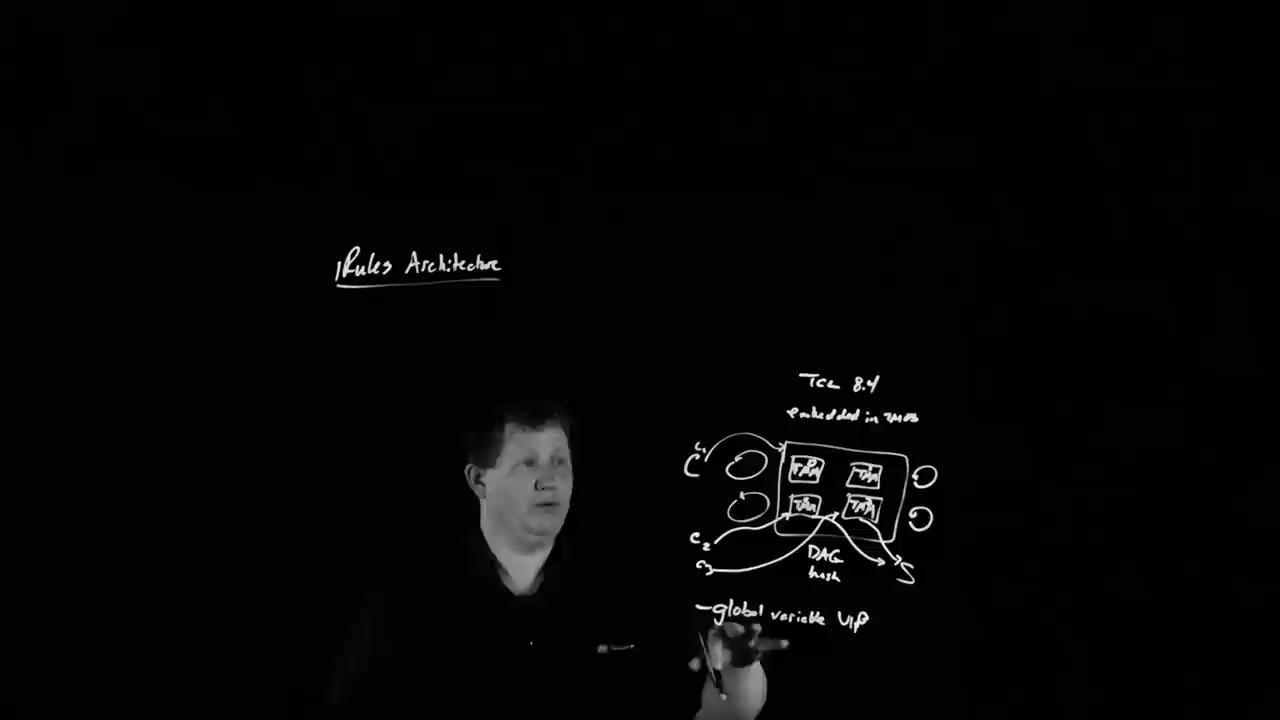 iRules Architecture
TCL 8.4
embedded in TMOS
C1
C
TMM TMM
TMM TMM
C2
C3
DAG
hash
S
-global variable VIP